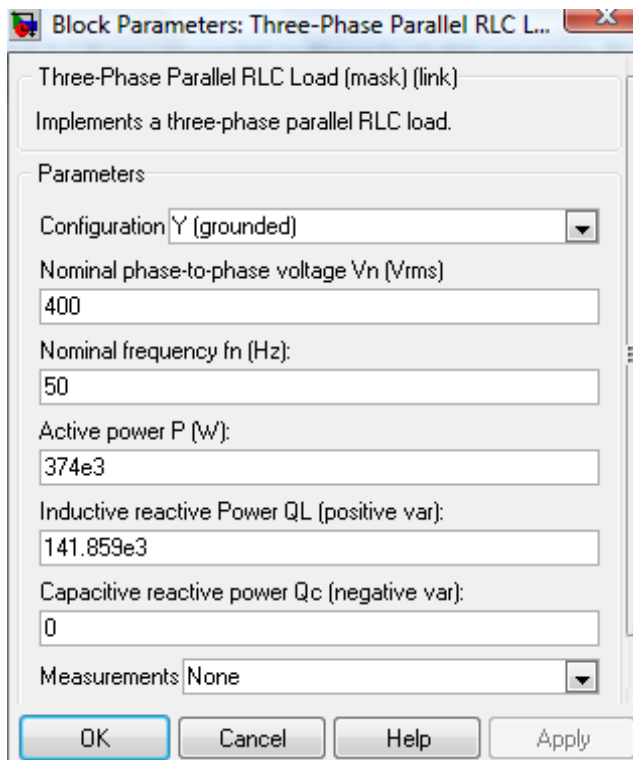 Block Parameters: Three-Phase Parallel RLC L...
Three-Phase Parallel RLC Load (mask) (link)
Implements a three-phase parallel RLC load.
Parameters
Configuration Y (grounded)
Nominal phase-to-phase voltage Vn (Vrms)
400
Nominal frequency fn (Hz):
50
Active power P (W):
374e3
Inductive reactive Power QL (positive var):
141.859e3
Capacitive reactive power Qc (negative var):
0
Measurements None
OK Cancel Help Apply